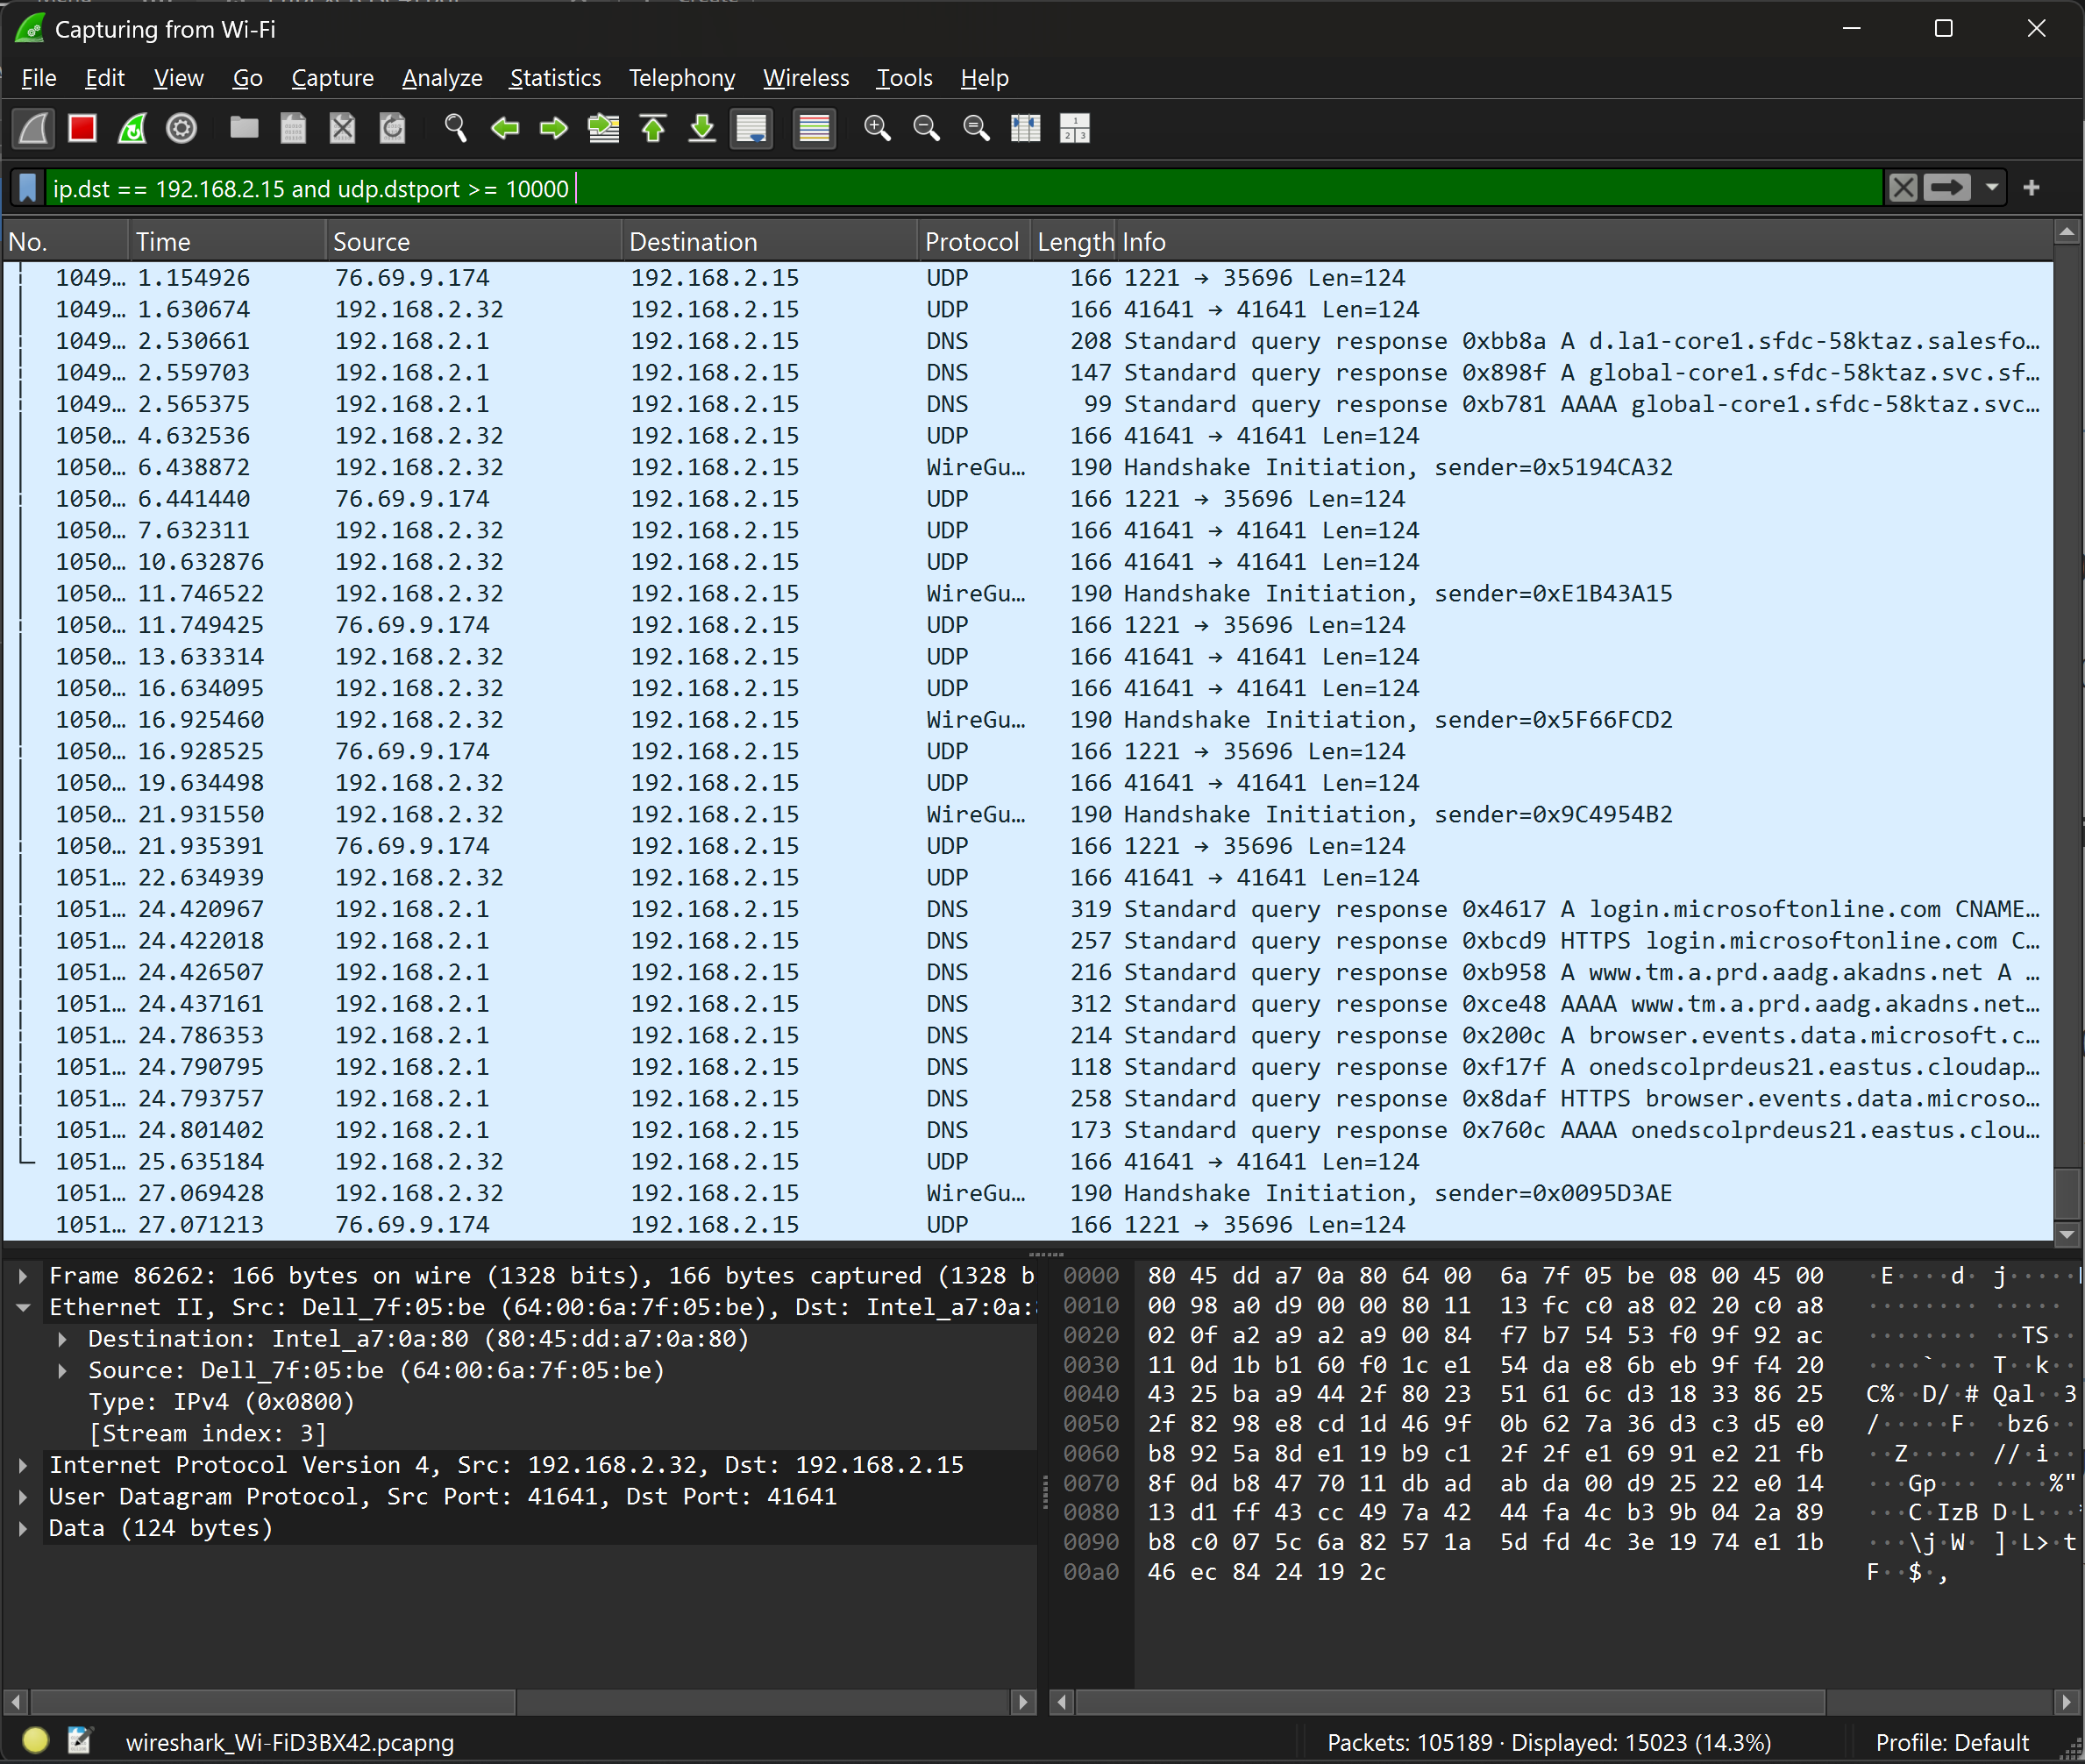 Capturing from Wi-Fi
File Edit View Go Capture Analyze Statistics Telephony Wireless Tools Help
ip.dst == 192.168.2.15 and udp.dstport >= 10000
No. Time Source Destination Protocol Length Info
1049… 1.154926 76.69.9.174 192.168.2.15 UDP 166 1221 → 35696 Len=124
1049… 1.630674 192.168.2.32 192.168.2.15 UDP 166 41641 → 41641 Len=124
1049… 2.530661 192.168.2.1 192.168.2.15 DNS 208 Standard query response 0xbb8a A d.la1-core1.sfdc-58ktaz.salesfo…
1049… 2.559703 192.168.2.1 192.168.2.15 DNS 147 Standard query response 0x898f A global-core1.sfdc-58ktaz.svc.sf…
1049… 2.565375 192.168.2.1 192.168.2.15 DNS 99 Standard query response 0xb781 AAAA global-core1.sfdc-58ktaz.svc…
1050… 4.632536 192.168.2.32 192.168.2.15 UDP 166 41641 → 41641 Len=124
1050… 6.438872 192.168.2.32 192.168.2.15 WireGu… 190 Handshake Initiation, sender=0x5194CA32
1050… 6.441440 76.69.9.174 192.168.2.15 UDP 166 1221 → 35696 Len=124
1050… 7.632311 192.168.2.32 192.168.2.15 UDP 166 41641 → 41641 Len=124
1050… 10.632876 192.168.2.32 192.168.2.15 UDP 166 41641 → 41641 Len=124
1050… 11.746522 192.168.2.32 192.168.2.15 WireGu… 190 Handshake Initiation, sender=0xE1B43A15
1050… 11.749425 76.69.9.174 192.168.2.15 UDP 166 1221 → 35696 Len=124
1050… 13.633314 192.168.2.32 192.168.2.15 UDP 166 41641 → 41641 Len=124
1050… 16.634095 192.168.2.32 192.168.2.15 UDP 166 41641 → 41641 Len=124
1050… 16.925460 192.168.2.32 192.168.2.15 WireGu… 190 Handshake Initiation, sender=0x5F66FCD2
1050… 16.928525 76.69.9.174 192.168.2.15 UDP 166 1221 → 35696 Len=124
1050… 19.634498 192.168.2.32 192.168.2.15 UDP 166 41641 → 41641 Len=124
1050… 21.931550 192.168.2.32 192.168.2.15 WireGu… 190 Handshake Initiation, sender=0x9C4954B2
1050… 21.935391 76.69.9.174 192.168.2.15 UDP 166 1221 → 35696 Len=124
1051… 22.634939 192.168.2.32 192.168.2.15 UDP 166 41641 → 41641 Len=124
1051… 24.420967 192.168.2.1 192.168.2.15 DNS 319 Standard query response 0x4617 A login.microsoftonline.com CNAME…
1051… 24.422018 192.168.2.1 192.168.2.15 DNS 257 Standard query response 0xbcd9 HTTPS login.microsoftonline.com C…
1051… 24.426507 192.168.2.1 192.168.2.15 DNS 216 Standard query response 0xb958 A www.tm.a.prd.aadg.akadns.net A …
1051… 24.437161 192.168.2.1 192.168.2.15 DNS 312 Standard query response 0xce48 AAAA www.tm.a.prd.aadg.akadns.net…
1051… 24.786353 192.168.2.1 192.168.2.15 DNS 214 Standard query response 0x200c A browser.events.data.microsoft.c…
1051… 24.790795 192.168.2.1 192.168.2.15 DNS 118 Standard query response 0xf17f A onedscolprdeus21.eastus.cloudap…
1051… 24.793757 192.168.2.1 192.168.2.15 DNS 258 Standard query response 0x8daf HTTPS browser.events.data.microso…
1051… 24.801402 192.168.2.1 192.168.2.15 DNS 173 Standard query response 0x760c AAAA onedscolprdeus21.eastus.clou…
1051… 25.635184 192.168.2.32 192.168.2.15 UDP 166 41641 → 41641 Len=124
1051… 27.069428 192.168.2.32 192.168.2.15 WireGu… 190 Handshake Initiation, sender=0x0095D3AE
1051… 27.071213 76.69.9.174 192.168.2.15 UDP 166 1221 → 35696 Len=124
Frame 86262: 166 bytes on wire (1328 bits), 166 bytes captured (1328 b
Ethernet II, Src: Dell_7f:05:be (64:00:6a:7f:05:be), Dst: Intel_a7:0a:
Destination: Intel_a7:0a:80 (80:45:dd:a7:0a:80)
Source: Dell_7f:05:be (64:00:6a:7f:05:be)
Type: IPv4 (0x0800)
[Stream index: 3]
Internet Protocol Version 4, Src: 192.168.2.32, Dst: 192.168.2.15
User Datagram Protocol, Src Port: 41641, Dst Port: 41641
Data (124 bytes)
0000 80 45 dd a7 0a 80 64 00 6a 7f 05 be 08 00 45 00 ·E····d· j·····
0010 00 98 a0 d9 00 00 80 11 13 fc c0 a8 02 20 c0 a8 ········ ·····
0020 02 0f a2 a9 a2 a9 00 84 f7 b7 54 53 f0 9f 92 ac ········ ··TS··
0030 11 0d 1b b1 60 f0 1c e1 54 da e8 6b eb 9f f4 20 ····`··· T··k··
0040 43 25 ba a9 44 2f 80 23 51 61 6c d3 18 33 86 25 C%··D/·# Qal··3
0050 2f 82 98 e8 cd 1d 46 9f 0b 62 7a 36 d3 c3 d5 e0 /·····F· ·bz6··
0060 b8 92 5a 8d e1 19 b9 c1 2f 2f e1 69 91 e2 21 fb ··Z····· //·i··
0070 8f 0d b8 47 70 11 db ad ab da 00 d9 25 22 e0 14 ···Gp··· ····%"
0080 13 d1 ff 43 cc 49 7a 42 44 fa 4c b3 9b 04 2a 89 ···C·IzB D·L···
0090 b8 c0 07 5c 6a 82 57 1a 5d fd 4c 3e 19 74 e1 1b ···\j·W· ]·L>·t
00a0 46 ec 84 24 19 2c F··$·,
wireshark_Wi-FiD3BX42.pcapng
Packets: 105189 · Displayed: 15023 (14.3%)
Profile: Default